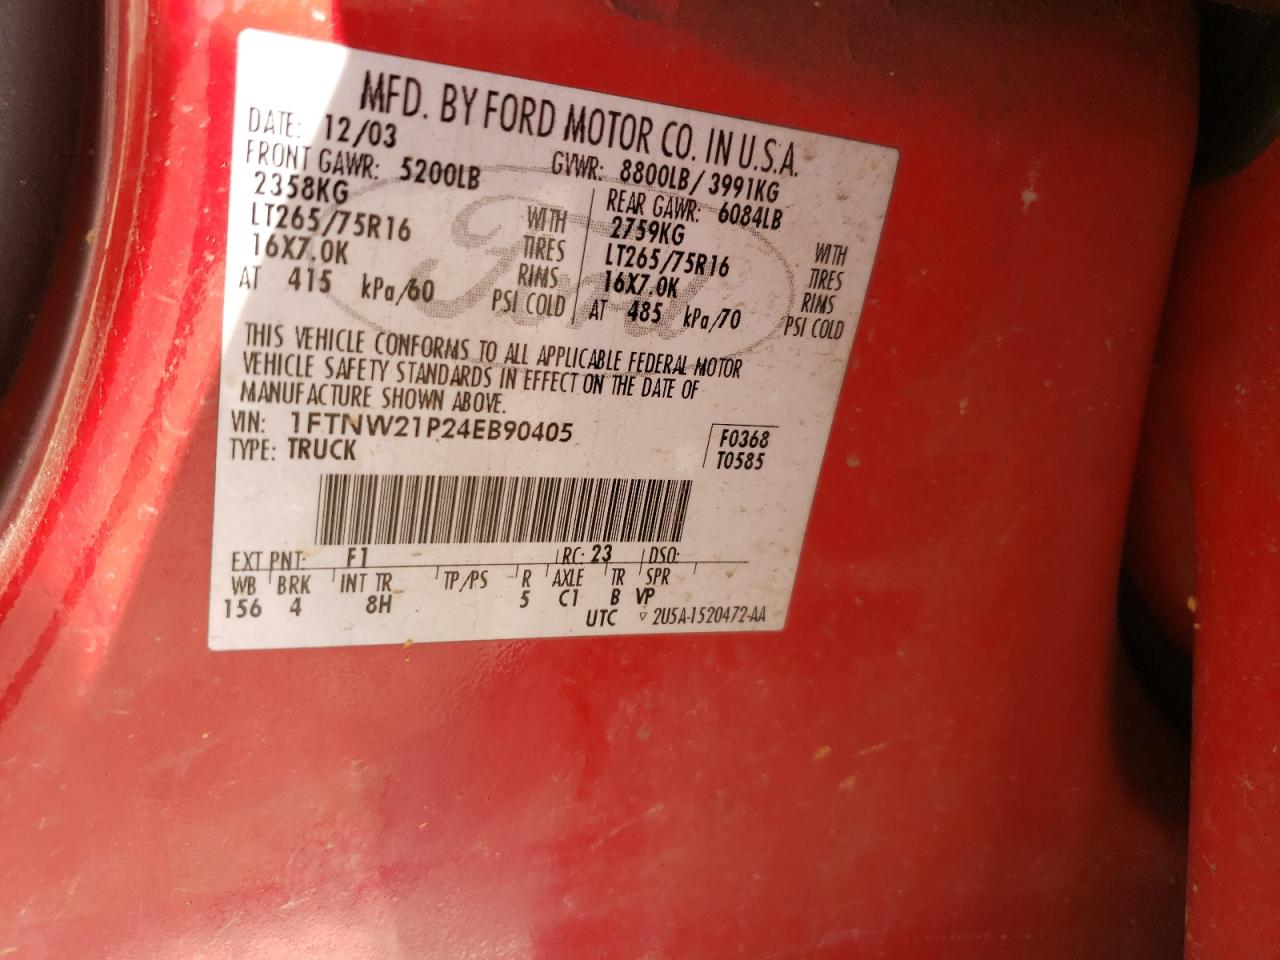 MFD. BY FORD MOTOR CO. IN U.S.A.
DATE: 12/03 GVWR: 8800LB/ 3991KG
FRONT GAWR: 5200LB REAR GAWR: 6084LB
2358KG WITH 2759KG WITH
LT265/75R16 TIRES LT265/75R16 TIRES
16X7.0K RIMS 16X7.0K RIMS
AT 415 kPa/60 PSI COLD AT 485 kPa/70 PSI COLD
Ford
THIS VEHICLE CONFORMS TO ALL APPLICABLE FEDERAL MOTOR
VEHICLE SAFETY STANDARDS IN EFFECT ON THE DATE OF
MANUFACTURE SHOWN ABOVE.
VIN: 1FTNW21P24EB90405 F0368
TYPE: TRUCK T0585
EXT PNT: F1 RC: 23 DSO:
WB BRK INT TR TP/PS R AXLE TR SPR
156 4 8H 5 C1 B VP
UTC ▽ 2U5A-1520472-AA